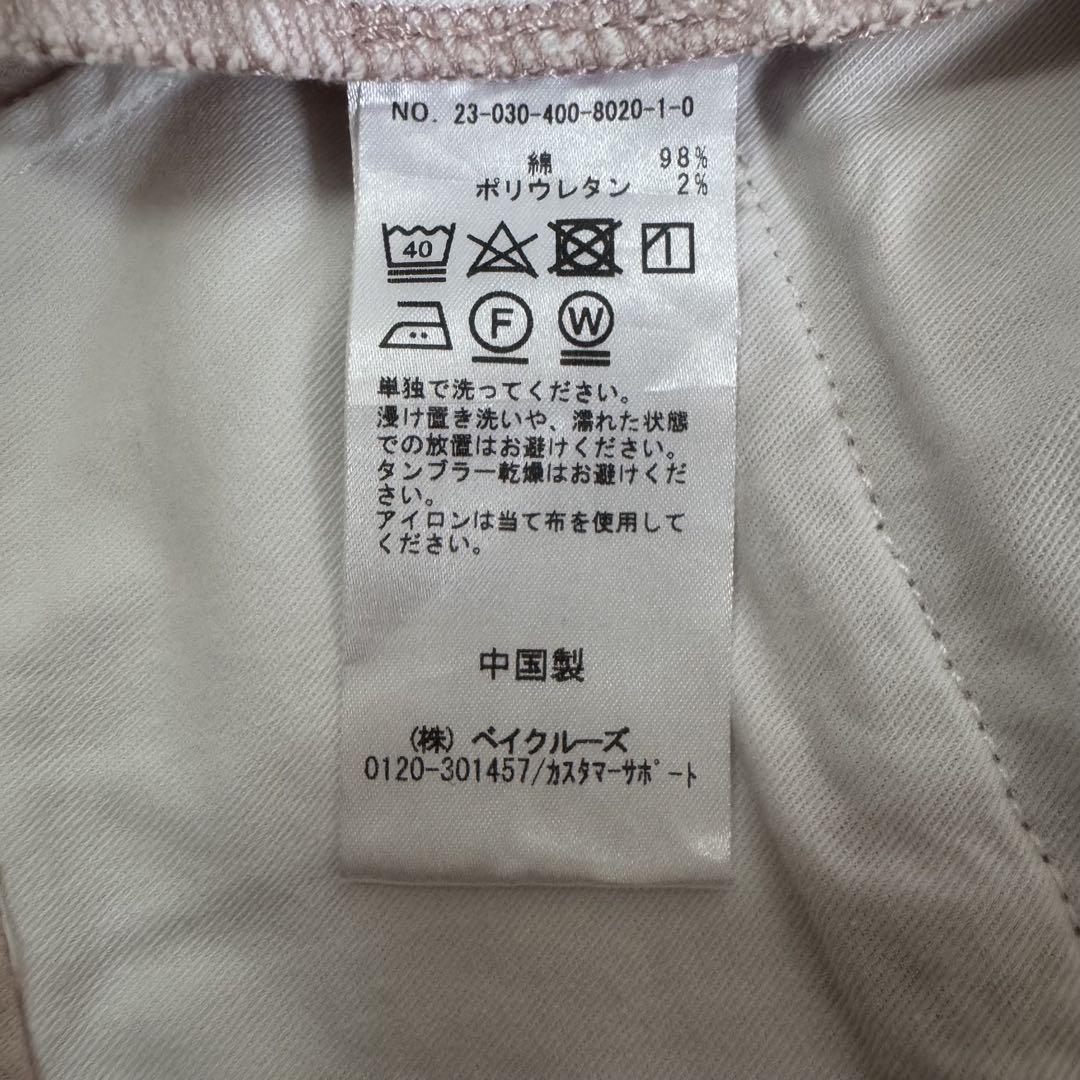 NO. 23-030-400-8020-1-0
綿 98%
ポリウレタン 2%
40
F W
単独で洗ってください。
浸け置き洗いや、濡れた状態
での放置はお避けください。
タンブラー乾燥はお避けくだ
さい。
アイロンは当て布を使用して
ください。
中国製
(株) ベイクルーズ
0120-301457/カスタマーサポート